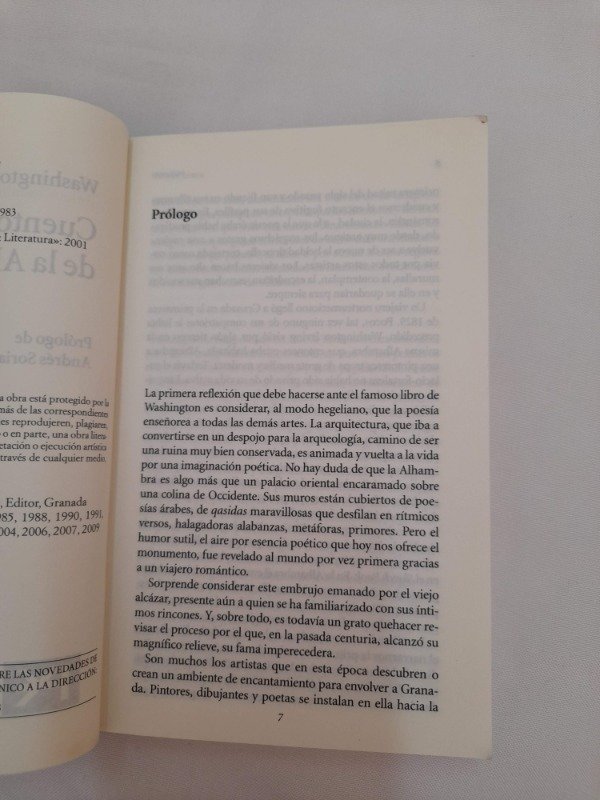 983
Literatura»: 2001
a obra está protegido por la
más de las correspondientes
es reprodujeren, plagiaren,
o en parte, una obra litera-
etación o ejecución artística
través de cualquier medio.
, Editor, Granada
985, 1988, 1990, 1991,
004, 2006, 2007, 2009
RE LAS NOVEDADES DE
NICO A LA DIRECCIÓN:
Prólogo
La primera reflexión que debe hacerse ante el famoso libro de
Washington es considerar, al modo hegeliano, que la poesía
enseñorea a todas las demás artes. La arquitectura, que iba a
convertirse en un despojo para la arqueología, camino de ser
una ruina muy bien conservada, es animada y vuelta a la vida
por una imaginación poética. No hay duda de que la Alham-
bra es algo más que un palacio oriental encaramado sobre
una colina de Occidente. Sus muros están cubiertos de poe-
sías árabes, de qasidas maravillosas que desfilan en rítmicos
versos, halagadoras alabanzas, metáforas, primores. Pero el
humor sutil, el aire por esencia poético que hoy nos ofrece el
monumento, fue revelado al mundo por vez primera gracias
a un viajero romántico.
Sorprende considerar este embrujo emanado por el viejo
alcázar, presente aún a quien se ha familiarizado con sus ínti-
mos rincones. Y, sobre todo, es todavía un grato quehacer re-
visar el proceso por el que, en la pasada centuria, alcanzó su
magnífico relieve, su fama imperecedera.
Son muchos los artistas que en esta época descubren o
crean un ambiente de encantamiento para envolver a Grana-
da. Pintores, dibujantes y poetas se instalan en ella hacia la
7